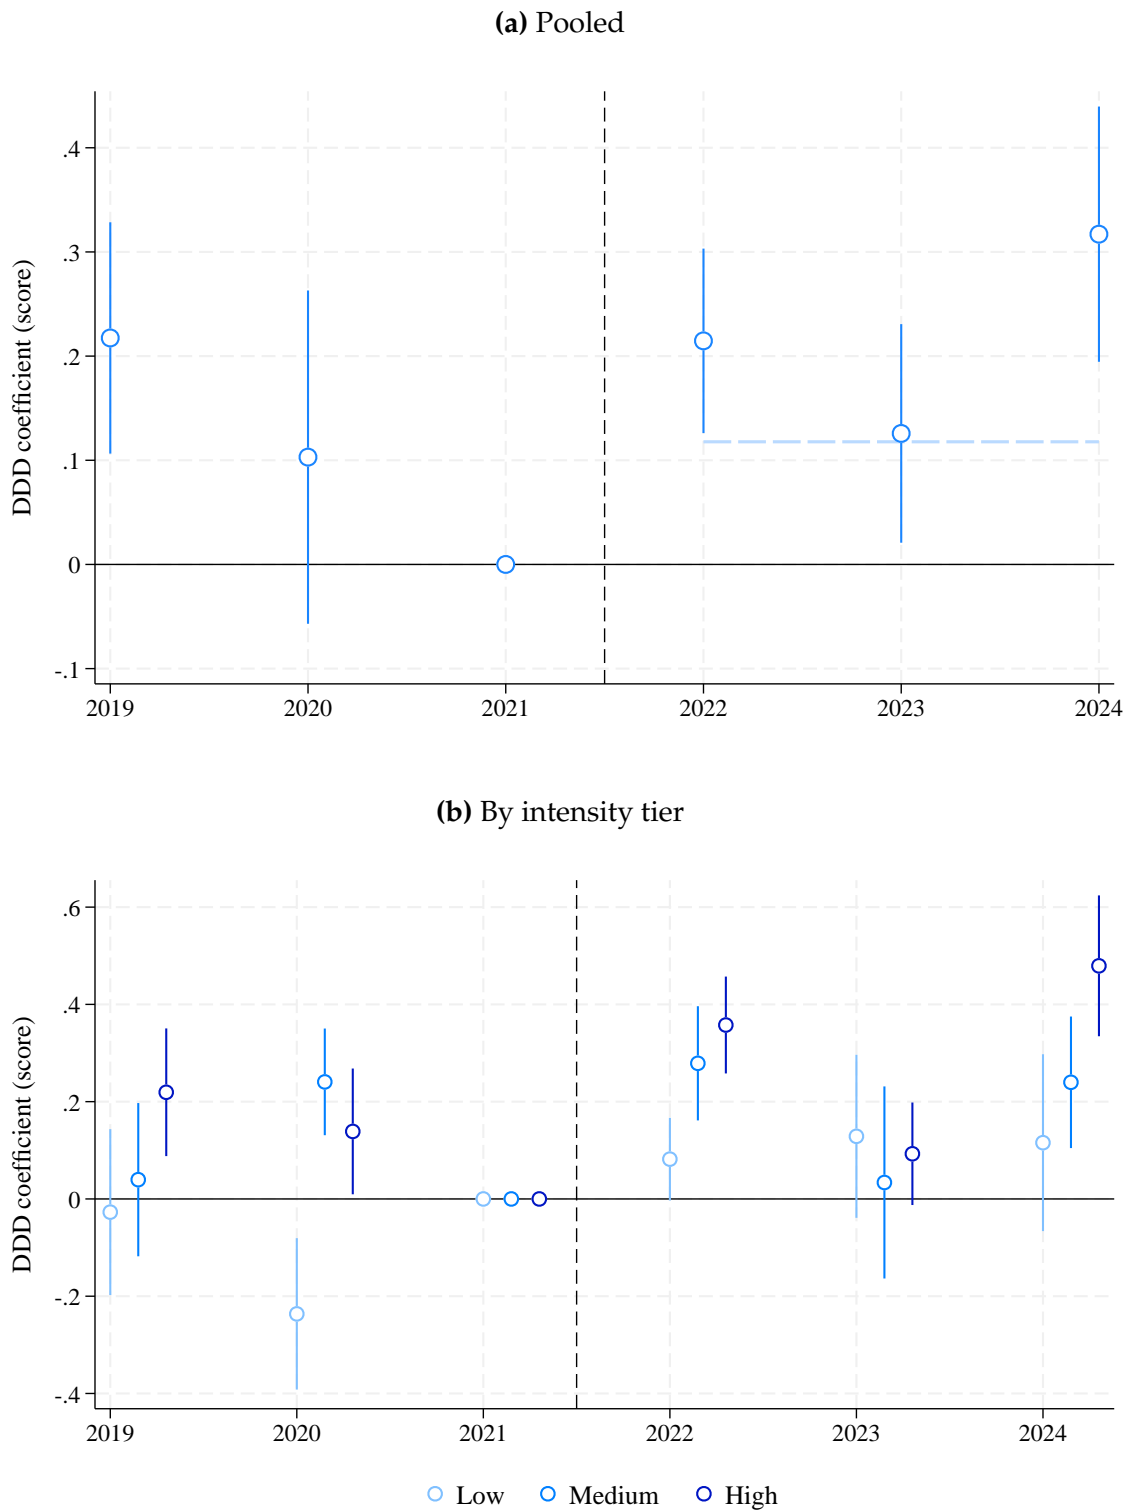 (a) Pooled
DDD coefficient (score)
.4
.3
.2
.1
0
-.1
2019 2020 2021 2022 2023 2024
(b) By intensity tier
DDD coefficient (score)
.6
.4
.2
0
-.2
-.4
2019 2020 2021 2022 2023 2024
Low Medium High